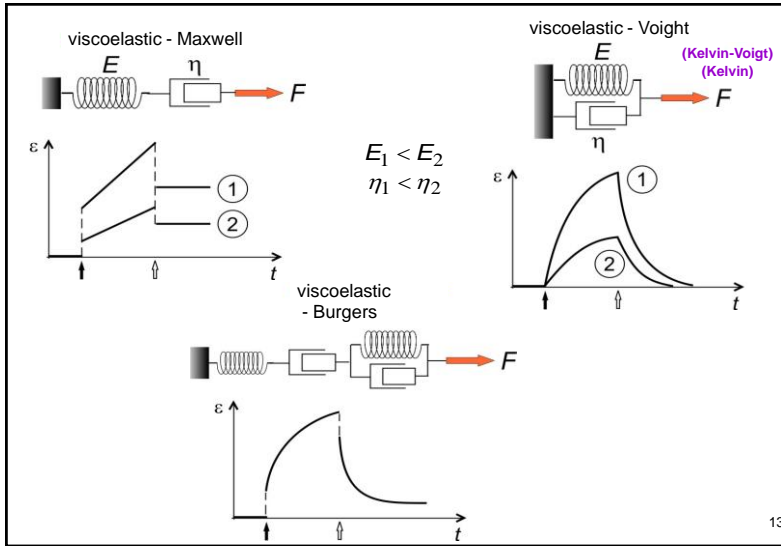 viscoelastic - Maxwell
E
η
F
ε
1
2
t
E₁ < E₂
η₁ < η₂
viscoelastic - Voight
(Kelvin-Voigt)
(Kelvin)
E
F
η
ε
1
2
t
viscoelastic
- Burgers
F
ε
t
13